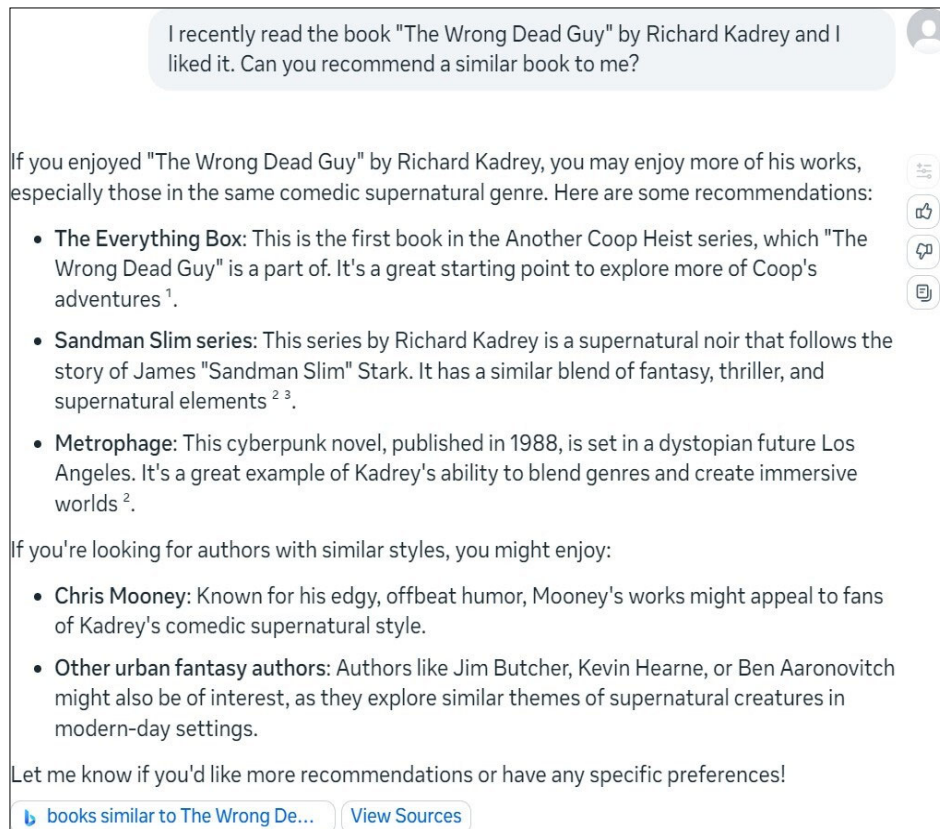 I recently read the book "The Wrong Dead Guy" by Richard Kadrey and I
liked it. Can you recommend a similar book to me?
If you enjoyed "The Wrong Dead Guy" by Richard Kadrey, you may enjoy more of his works,
especially those in the same comedic supernatural genre. Here are some recommendations:
• The Everything Box: This is the first book in the Another Coop Heist series, which "The
Wrong Dead Guy" is a part of. It's a great starting point to explore more of Coop's
adventures ¹.
• Sandman Slim series: This series by Richard Kadrey is a supernatural noir that follows the
story of James "Sandman Slim" Stark. It has a similar blend of fantasy, thriller, and
supernatural elements ² ³.
• Metrophage: This cyberpunk novel, published in 1988, is set in a dystopian future Los
Angeles. It's a great example of Kadrey's ability to blend genres and create immersive
worlds ².
If you're looking for authors with similar styles, you might enjoy:
• Chris Mooney: Known for his edgy, offbeat humor, Mooney's works might appeal to fans
of Kadrey's comedic supernatural style.
• Other urban fantasy authors: Authors like Jim Butcher, Kevin Hearne, or Ben Aaronovitch
might also be of interest, as they explore similar themes of supernatural creatures in
modern-day settings.
Let me know if you'd like more recommendations or have any specific preferences!
books similar to The Wrong De... View Sources